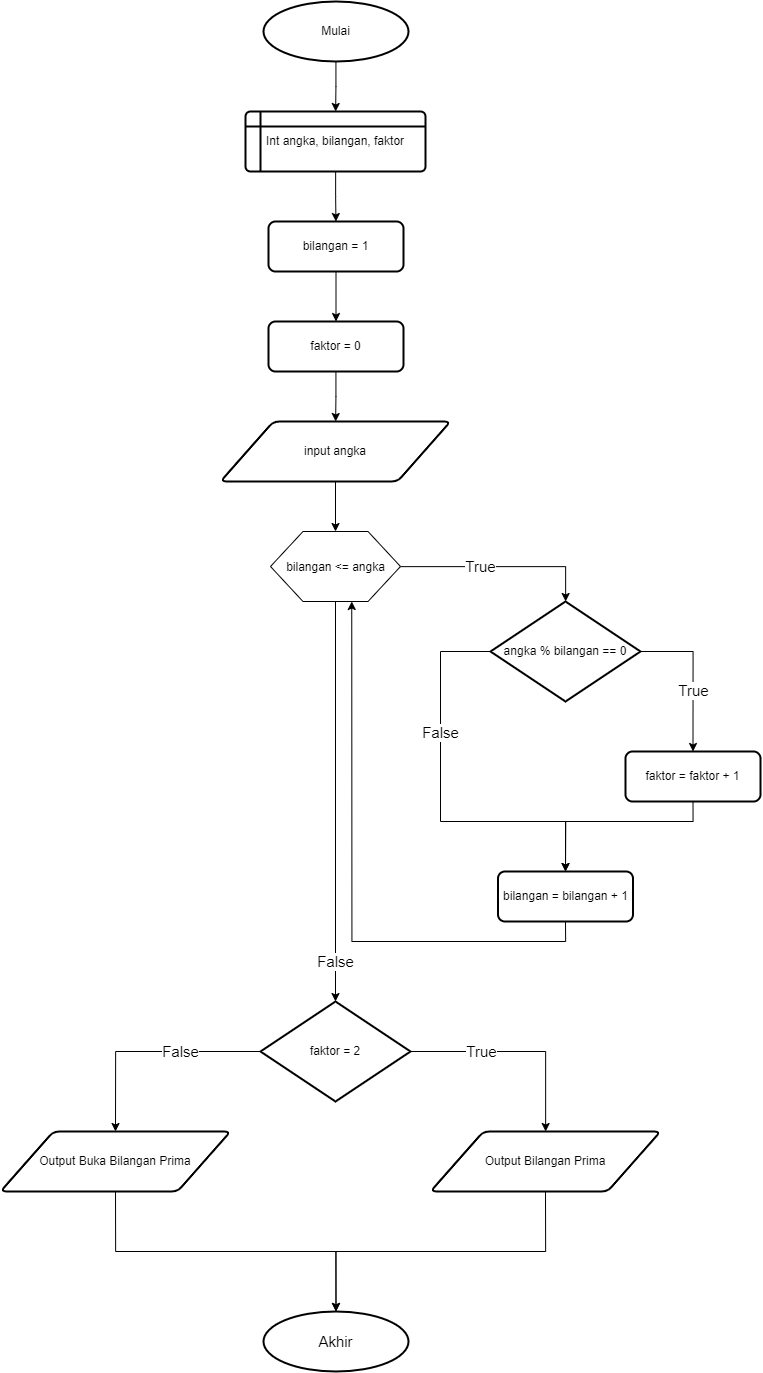 Mulai
Int angka, bilangan, faktor
bilangan = 1
faktor = 0
input angka
bilangan <= angka
True
angka % bilangan == 0
True
False
faktor = faktor + 1
bilangan = bilangan + 1
False
faktor = 2
False
True
Output Buka Bilangan Prima
Output Bilangan Prima
Akhir